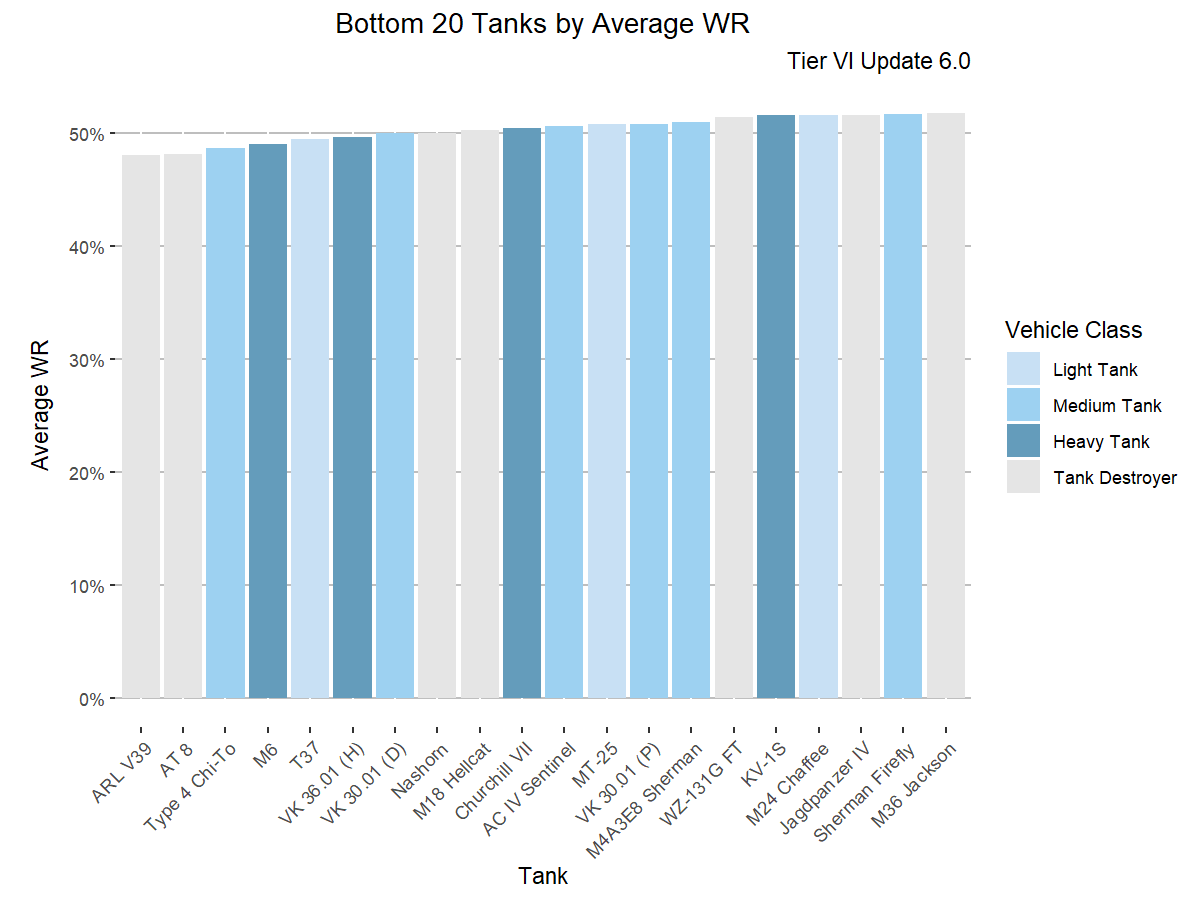 Bottom 20 Tanks by Average WR
Tier VI Update 6.0
Average WR
50%
40%
30%
20%
10%
0%
ARL V39
AT 8
Type 4 Chi-To
M6
T37
VK 36.01 (H)
VK 30.01 (D)
Nashorn
M18 Hellcat
Churchill VII
AC IV Sentinel
MT-25
VK 30.01 (P)
M4A3E8 Sherman
WZ-131G FT
KV-1S
M24 Chaffee
Jagdpanzer IV
Sherman Firefly
M36 Jackson
Tank
Vehicle Class
Light Tank
Medium Tank
Heavy Tank
Tank Destroyer